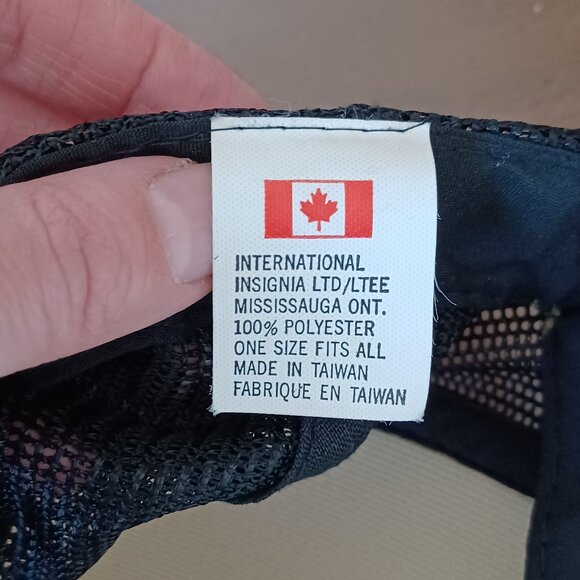 INTERNATIONAL
INSIGNIA LTD/LTEE
MISSISSAUGA ONT.
100% POLYESTER
ONE SIZE FITS ALL
MADE IN TAIWAN
FABRIQUE EN TAIWAN